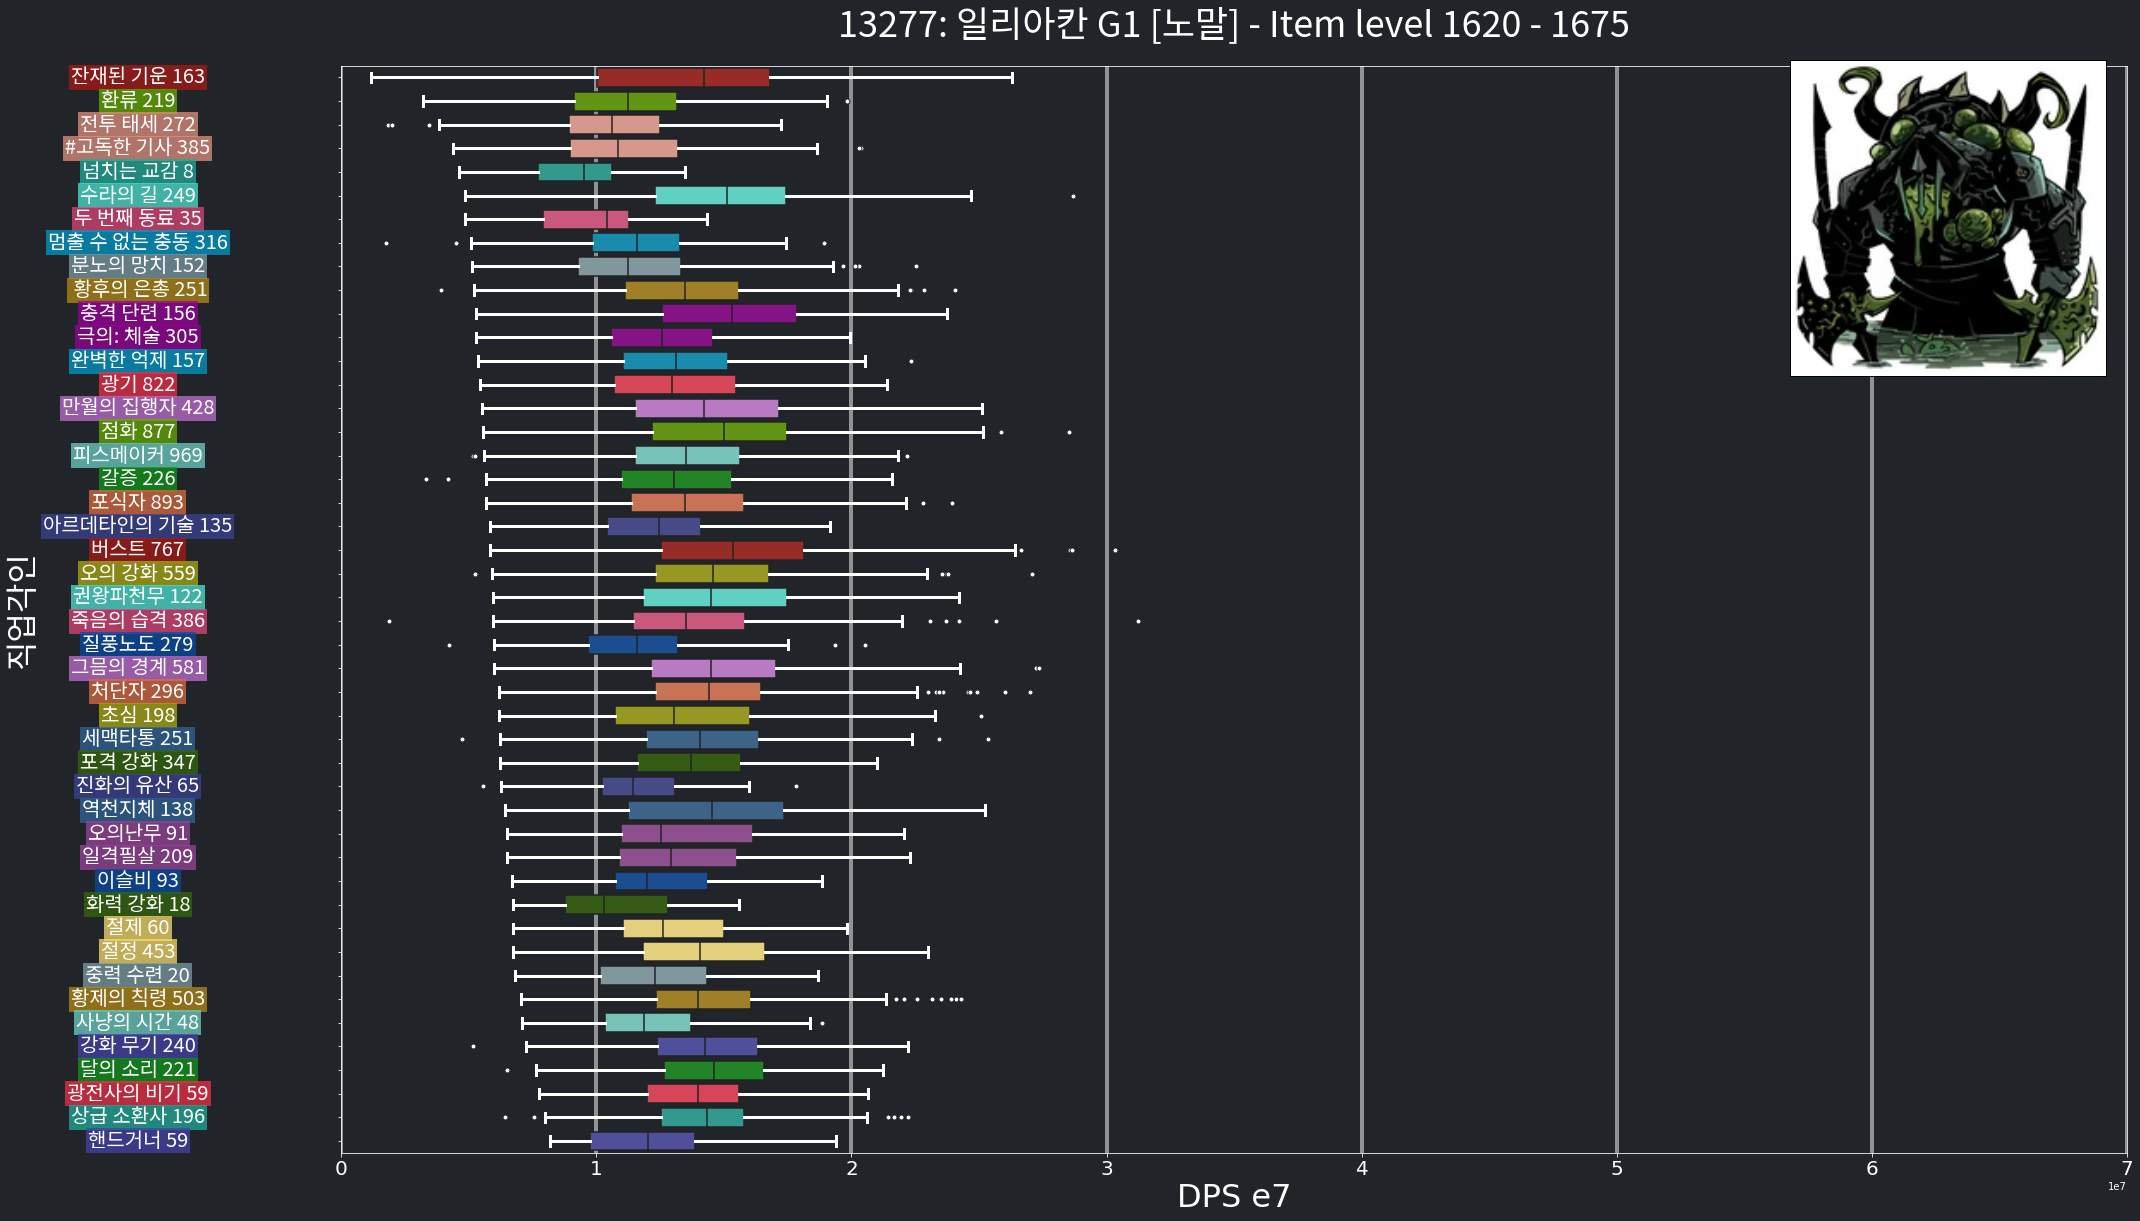 13277: 일리아칸 G1 [노말] - Item level 1620 - 1675
잔재된 기운 163
환류 219
전투 태세 272
#고독한 기사 385
넘치는 교감 8
수라의 길 249
두 번째 동료 35
멈출 수 없는 충동 316
분노의 망치 152
황후의 은총 251
충격 단련 156
극의: 체술 305
완벽한 억제 157
광기 822
만월의 집행자 428
점화 877
피스메이커 969
갈증 226
포식자 893
아르데타인의 기술 135
버스트 767
오의 강화 559
권왕파천무 122
죽음의 습격 386
질풍노도 279
그믐의 경계 581
처단자 296
초심 198
세맥타통 251
포격 강화 347
진화의 유산 65
역천지체 138
오의난무 91
일격필살 209
이슬비 93
화력 강화 18
절제 60
절정 453
중력 수련 20
황제의 칙령 503
사냥의 시간 48
강화 무기 240
달의 소리 221
광전사의 비기 59
상급 소환사 196
핸드거너 59
직업각인
0 1 2 3 4 5 6 7
1e7
DPS e7